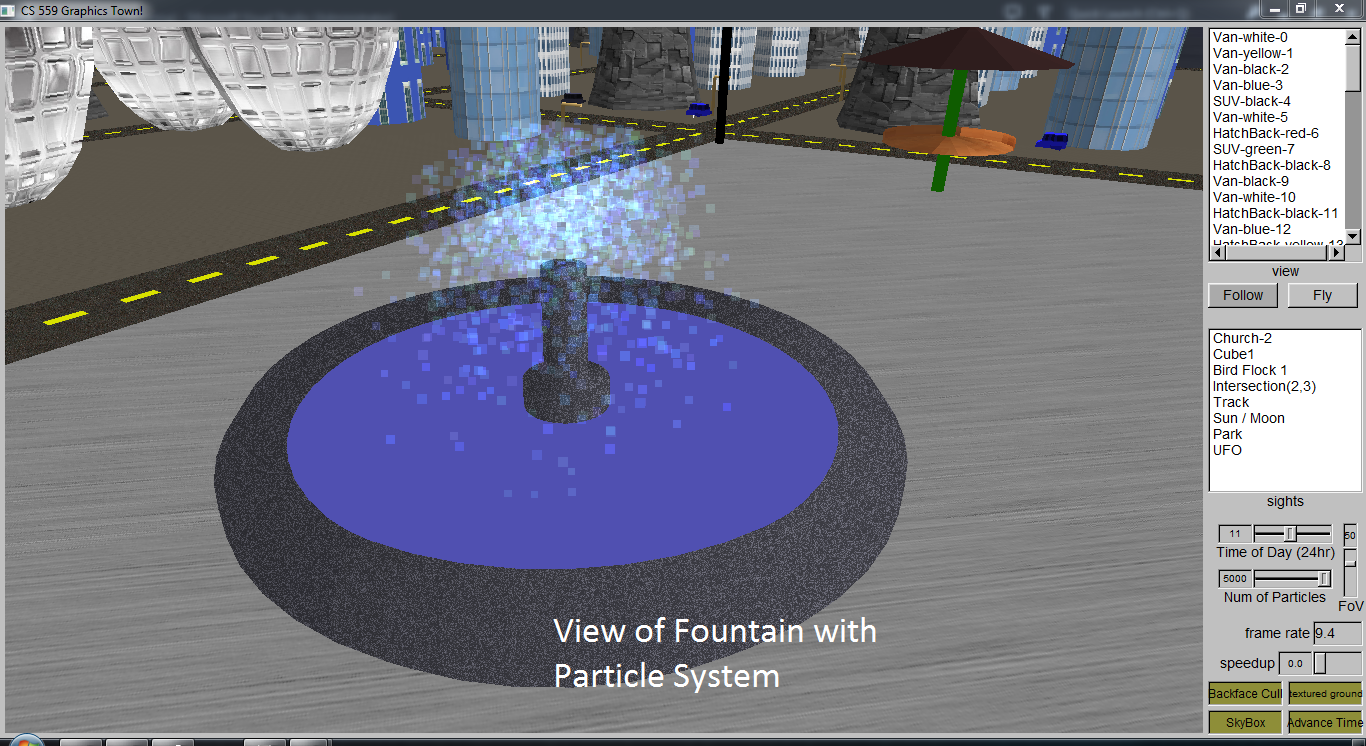 CS 559 Graphics Town!
Van-white-0
Van-yellow-1
Van-black-2
Van-blue-3
SUV-black-4
Van-white-5
HatchBack-red-6
SUV-green-7
HatchBack-black-8
Van-black-9
Van-white-10
HatchBack-black-11
Van-blue-12
HatchBack-yellow-13
view
Follow Fly
Church-2
Cube1
Bird Flock 1
Intersection(2,3)
Track
Sun / Moon
Park
UFO
sights
11
50
Time of Day (24hr)
5000
Num of Particles
FoV
frame rate 9.4
speedup 0.0
Backface Cull textured ground
SkyBox Advance Time
View of Fountain with
Particle System